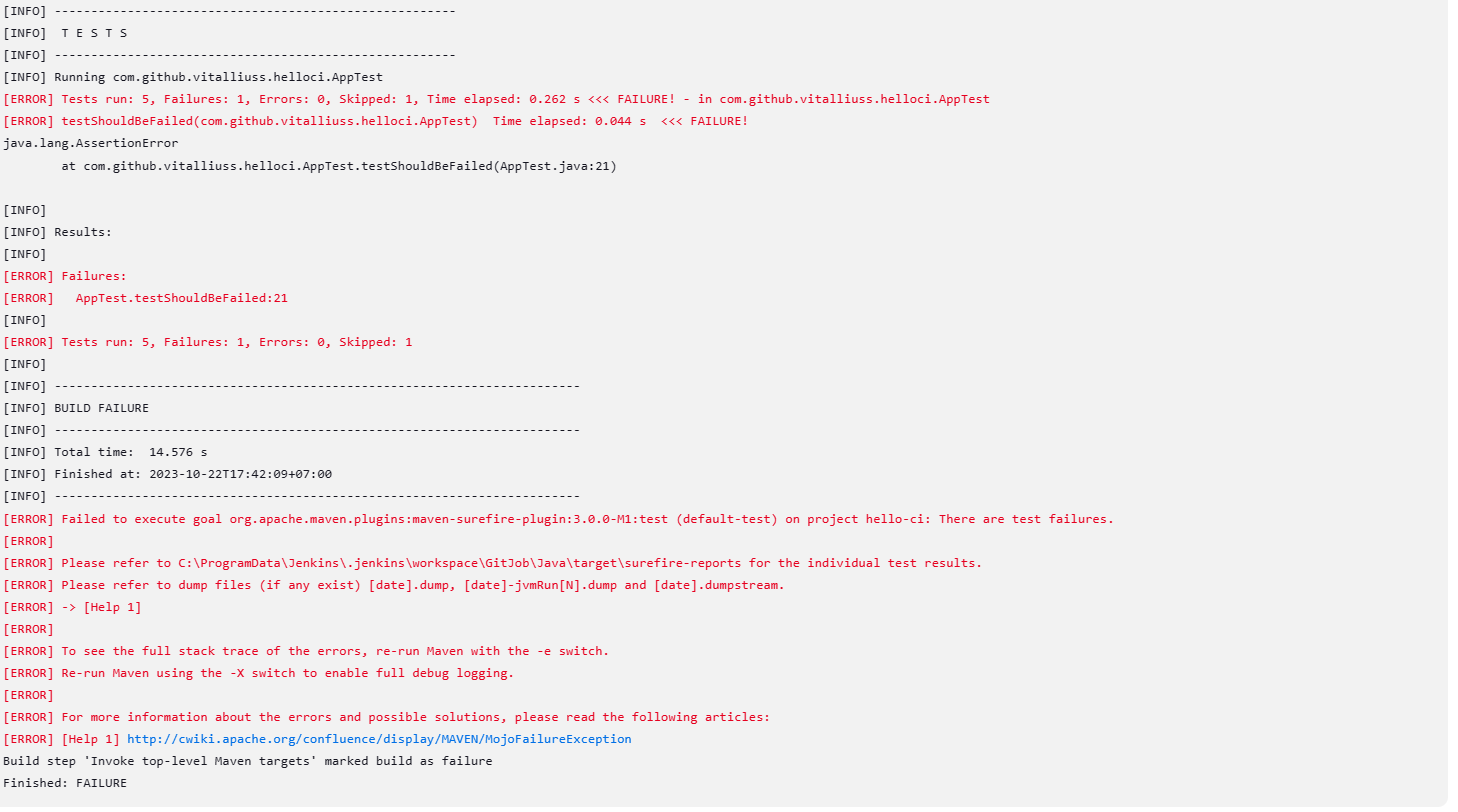 [INFO] -------------------------------------------------------
[INFO]  T E S T S
[INFO] -------------------------------------------------------
[INFO] Running com.github.vitalliuss.helloci.AppTest
[ERROR] Tests run: 5, Failures: 1, Errors: 0, Skipped: 1, Time elapsed: 0.262 s <<< FAILURE! - in com.github.vitalliuss.helloci.AppTest
[ERROR] testShouldBeFailed(com.github.vitalliuss.helloci.AppTest)  Time elapsed: 0.044 s  <<< FAILURE!
java.lang.AssertionError
        at com.github.vitalliuss.helloci.AppTest.testShouldBeFailed(AppTest.java:21)
[INFO]
[INFO] Results:
[INFO]
[ERROR] Failures:
[ERROR]   AppTest.testShouldBeFailed:21
[INFO]
[ERROR] Tests run: 5, Failures: 1, Errors: 0, Skipped: 1
[INFO]
[INFO] ------------------------------------------------------------------------
[INFO] BUILD FAILURE
[INFO] ------------------------------------------------------------------------
[INFO] Total time:  14.576 s
[INFO] Finished at: 2023-10-22T17:42:09+07:00
[INFO] ------------------------------------------------------------------------
[ERROR] Failed to execute goal org.apache.maven.plugins:maven-surefire-plugin:3.0.0-M1:test (default-test) on project hello-ci: There are test failures.
[ERROR]
[ERROR] Please refer to C:\ProgramData\Jenkins\.jenkins\workspace\GitJob\Java\target\surefire-reports for the individual test results.
[ERROR] Please refer to dump files (if any exist) [date].dump, [date]-jvmRun[N].dump and [date].dumpstream.
[ERROR] -> [Help 1]
[ERROR]
[ERROR] To see the full stack trace of the errors, re-run Maven with the -e switch.
[ERROR] Re-run Maven using the -X switch to enable full debug logging.
[ERROR]
[ERROR] For more information about the errors and possible solutions, please read the following articles:
[ERROR] [Help 1] http://cwiki.apache.org/confluence/display/MAVEN/MojoFailureException
Build step 'Invoke top-level Maven targets' marked build as failure
Finished: FAILURE